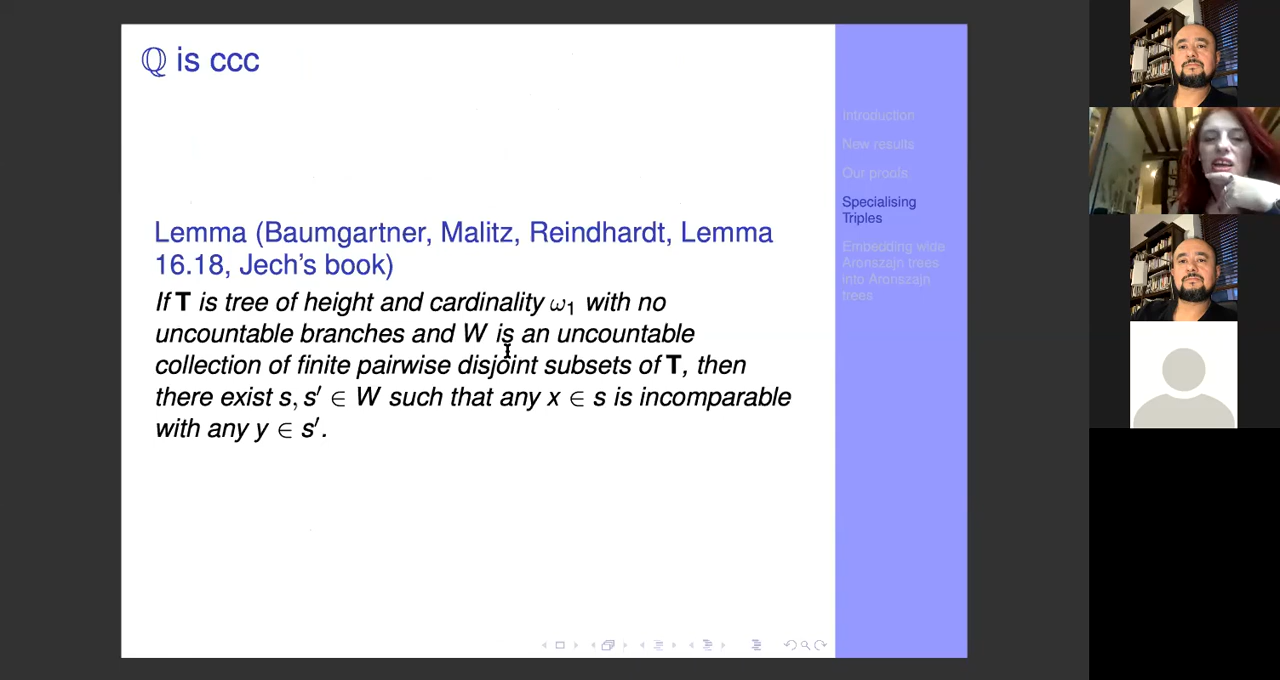 ℚ is ccc
Lemma (Baumgartner, Malitz, Reindhardt, Lemma
16.18, Jech's book)
If T is tree of height and cardinality ω₁ with no
uncountable branches and W is an uncountable
collection of finite pairwise disjoint subsets of T, then
there exist s, s′ ∈ W such that any x ∈ s is incomparable
with any y ∈ s′.
Introduction
New results
Our proofs
Specialising
Triples
Embedding wide
Aronszajn trees
into Aronszajn
trees